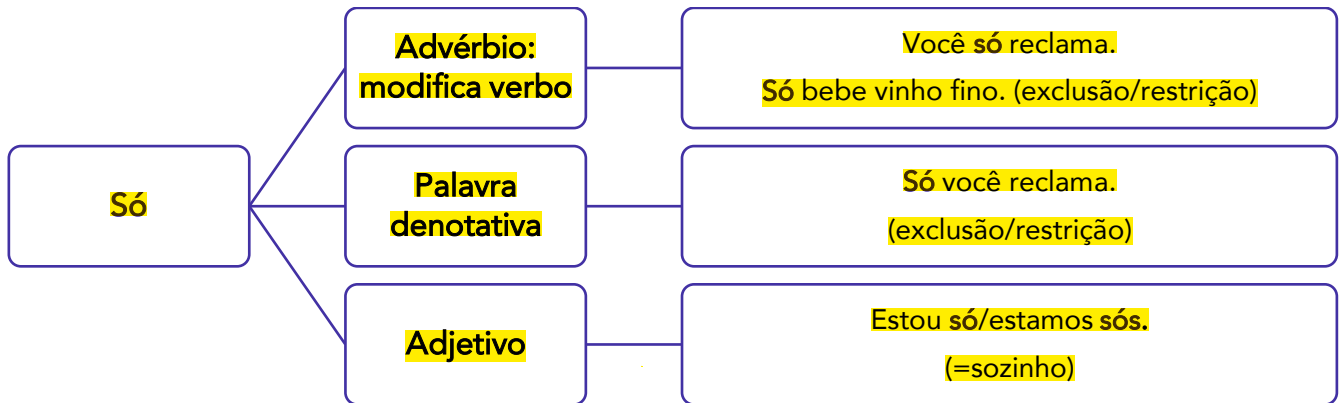 Só
Advérbio:
modifica verbo
Você só reclama.
Só bebe vinho fino. (exclusão/restrição)
Palavra
denotativa
Só você reclama.
(exclusão/restrição)
Adjetivo
Estou só/estamos sós.
(=sozinho)